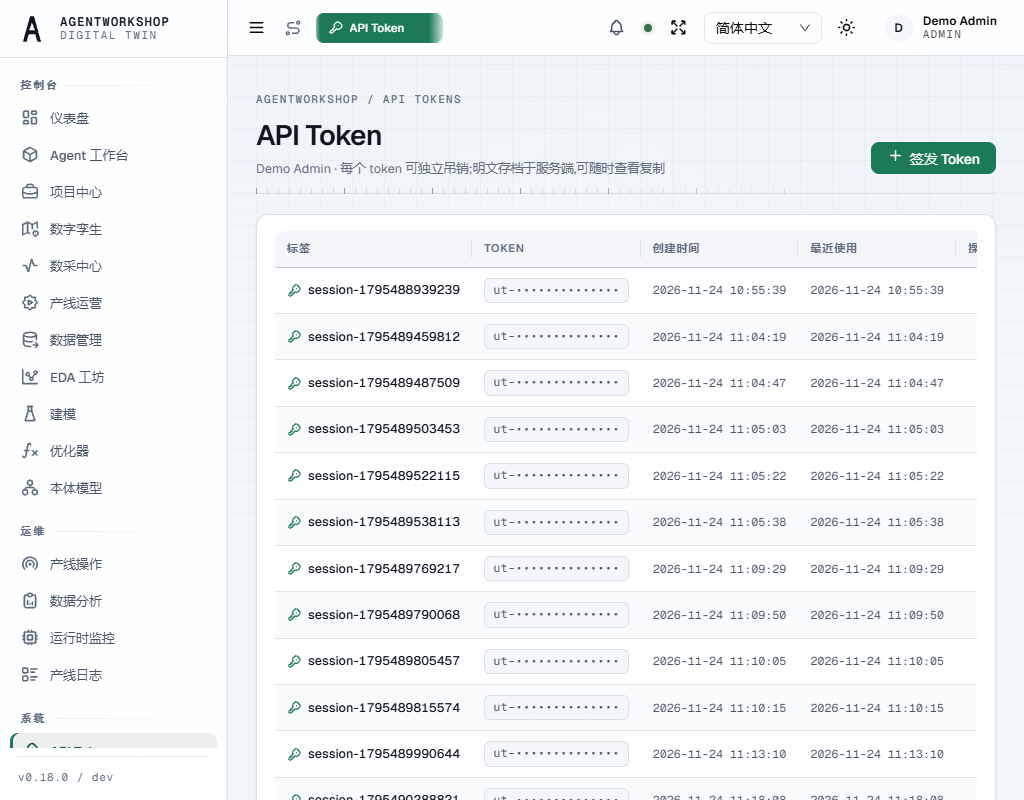 AGENTWORKSHOP
DIGITAL TWIN
控制台
仪表盘
Agent 工作台
项目中心
数字孪生
数采中心
产线运营
数据管理
EDA 工坊
建模
优化器
本体模型
运维
产线操作
数据分析
运行时监控
产线日志
系统
v0.18.0 / dev
API Token
简体中文
D
Demo Admin
ADMIN
AGENTWORKSHOP / API TOKENS
API Token
Demo Admin · 每个 token 可独立吊销;明文存档于服务端,可随时查看复制
签发 Token
标签 TOKEN 创建时间 最近使用
session-1795488939239 ut-•••••••••••••• 2026-11-24 10:55:39 2026-11-24 10:55:39
session-1795489459812 ut-•••••••••••••• 2026-11-24 11:04:19 2026-11-24 11:04:19
session-1795489487509 ut-•••••••••••••• 2026-11-24 11:04:47 2026-11-24 11:04:47
session-1795489503453 ut-•••••••••••••• 2026-11-24 11:05:03 2026-11-24 11:05:03
session-1795489522115 ut-•••••••••••••• 2026-11-24 11:05:22 2026-11-24 11:05:22
session-1795489538113 ut-•••••••••••••• 2026-11-24 11:05:38 2026-11-24 11:05:38
session-1795489769217 ut-•••••••••••••• 2026-11-24 11:09:29 2026-11-24 11:09:29
session-1795489790068 ut-•••••••••••••• 2026-11-24 11:09:50 2026-11-24 11:09:50
session-1795489805457 ut-•••••••••••••• 2026-11-24 11:10:05 2026-11-24 11:10:05
session-1795489815574 ut-•••••••••••••• 2026-11-24 11:10:15 2026-11-24 11:10:15
session-1795489990644 ut-•••••••••••••• 2026-11-24 11:13:10 2026-11-24 11:13:10